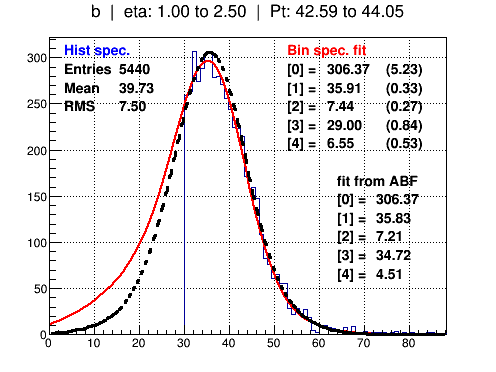 b | eta: 1.00 to 2.50 | Pt: 42.59 to 44.05
Hist spec.
Entries 5440
Mean 39.73
RMS 7.50
Bin spec. fit
[0] = 306.37 (5.23)
[1] = 35.91 (0.33)
[2] = 7.44 (0.27)
[3] = 29.00 (0.84)
[4] = 6.55 (0.53)
fit from ABF
[0] = 306.37
[1] = 35.83
[2] = 7.21
[3] = 34.72
[4] = 4.51
300
250
200
150
100
50
0
0 10 20 30 40 50 60 70 80